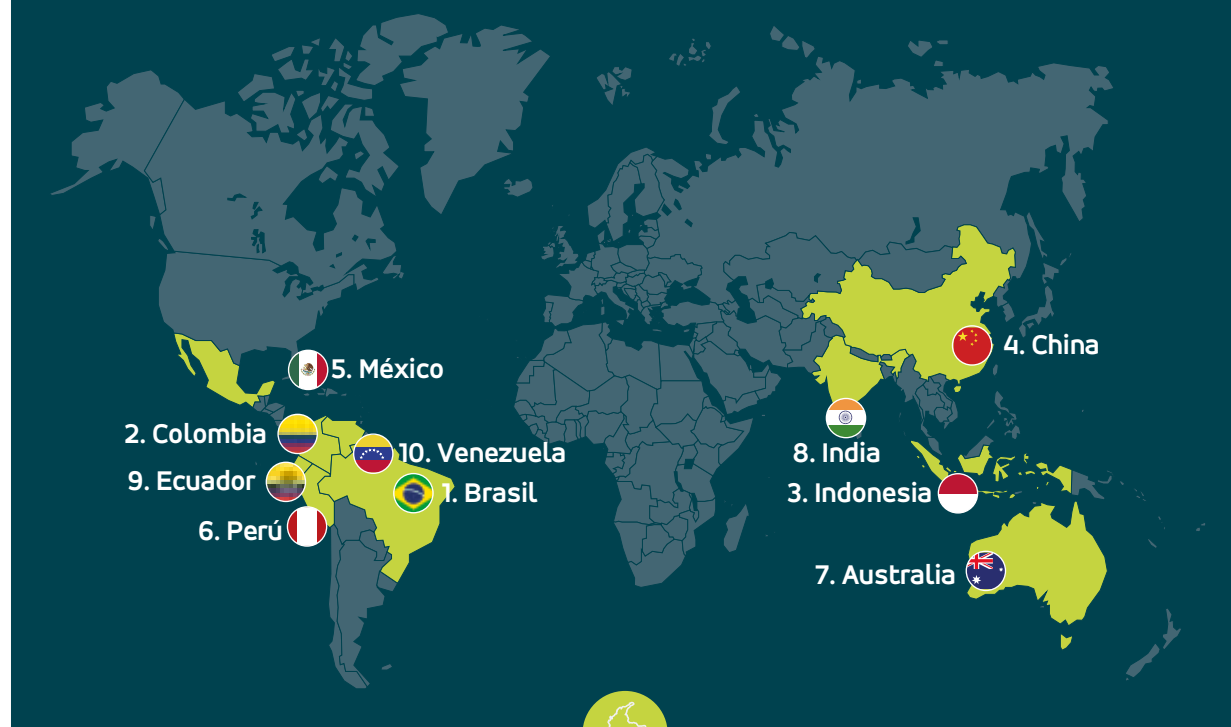 4. China
5. México
2. Colombia
10. Venezuela
8. India
9. Ecuador
1. Brasil
3. Indonesia
6. Perú
7. Australia